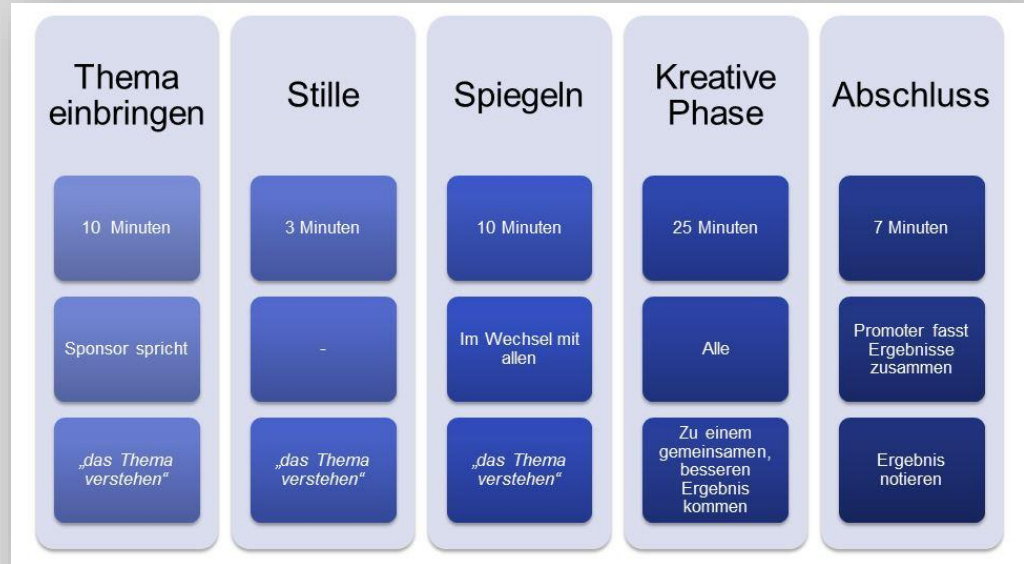 Thema
einbringen
10 Minuten
Sponsor spricht
„das Thema
verstehen“
Stille
3 Minuten
-
„das Thema
verstehen“
Spiegeln
10 Minuten
Im Wechsel mit
allen
„das Thema
verstehen“
Kreative
Phase
25 Minuten
Alle
Zu einem
gemeinsamen,
besseren
Ergebnis
kommen
Abschluss
7 Minuten
Promoter fasst
Ergebnisse
zusammen
Ergebnis
notieren